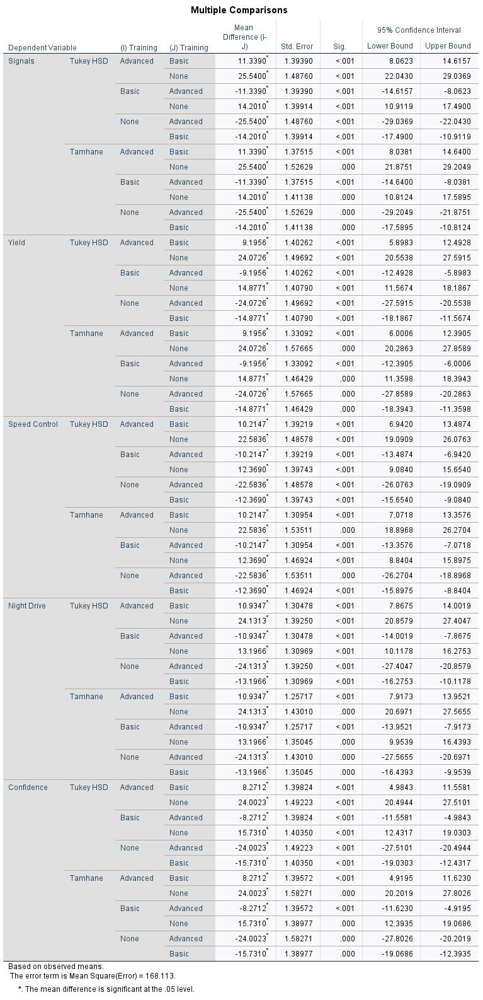 Multiple Comparisons
Dependent Variable (I) Training (J) Training Mean Difference (I-J) Std. Error Sig. 95% Confidence Interval Lower Bound Upper Bound
Signals Tukey HSD Advanced Basic 11.3390* 1.39390 <.001 8.0623 14.6157
None 25.5400* 1.48760 <.001 22.0430 29.0369
Basic Advanced -11.3390* 1.39390 <.001 -14.6157 -8.0623
None 14.2010* 1.39914 <.001 10.9119 17.4900
None Advanced -25.5400* 1.48760 <.001 -29.0369 -22.0430
Basic -14.2010* 1.39914 <.001 -17.4900 -10.9119
Tamhane Advanced Basic 11.3390* 1.37515 <.001 8.0381 14.6400
None 25.5400* 1.52629 .000 21.8751 29.2049
Basic Advanced -11.3390* 1.37515 <.001 -14.6400 -8.0381
None 14.2010* 1.41138 .000 10.8124 17.5895
None Advanced -25.5400* 1.52629 .000 -29.2049 -21.8751
Basic -14.2010* 1.41138 .000 -17.5895 -10.8124
Yield Tukey HSD Advanced Basic 9.1956* 1.40262 <.001 5.8983 12.4928
None 24.0726* 1.49692 <.001 20.5538 27.5915
Basic Advanced -9.1956* 1.40262 <.001 -12.4928 -5.8983
None 14.8771* 1.40790 <.001 11.5674 18.1867
None Advanced -24.0726* 1.49692 <.001 -27.5915 -20.5538
Basic -14.8771* 1.40790 <.001 -18.1867 -11.5674
Tamhane Advanced Basic 9.1956* 1.33092 <.001 6.0006 12.3905
None 24.0726* 1.57665 .000 20.2863 27.8589
Basic Advanced -9.1956* 1.33092 <.001 -12.3905 -6.0006
None 14.8771* 1.46429 .000 11.3598 18.3943
None Advanced -24.0726* 1.57665 .000 -27.8589 -20.2863
Basic -14.8771* 1.46429 .000 -18.3943 -11.3598
Speed Control Tukey HSD Advanced Basic 10.2147* 1.39219 <.001 6.9420 13.4874
None 22.5836* 1.48578 <.001 19.0909 26.0763
Basic Advanced -10.2147* 1.39219 <.001 -13.4874 -6.9420
None 12.3690* 1.39743 <.001 9.0840 15.6540
None Advanced -22.5836* 1.48578 <.001 -26.0763 -19.0909
Basic -12.3690* 1.39743 <.001 -15.6540 -9.0840
Tamhane Advanced Basic 10.2147* 1.30954 <.001 7.0718 13.3576
None 22.5836* 1.53511 .000 18.8968 26.2704
Basic Advanced -10.2147* 1.30954 <.001 -13.3576 -7.0718
None 12.3690* 1.46924 <.001 8.8404 15.8975
None Advanced -22.5836* 1.53511 .000 -26.2704 -18.8968
Basic -12.3690* 1.46924 <.001 -15.8975 -8.8404
Night Drive Tukey HSD Advanced Basic 10.9347* 1.30478 <.001 7.8675 14.0019
None 24.1313* 1.39250 <.001 20.8579 27.4047
Basic Advanced -10.9347* 1.30478 <.001 -14.0019 -7.8675
None 13.1966* 1.30969 <.001 10.1178 16.2753
None Advanced -24.1313* 1.39250 <.001 -27.4047 -20.8579
Basic -13.1966* 1.30969 <.001 -16.2753 -10.1178
Tamhane Advanced Basic 10.9347* 1.25717 <.001 7.9173 13.9521
None 24.1313* 1.43010 .000 20.6971 27.5655
Basic Advanced -10.9347* 1.25717 <.001 -13.9521 -7.9173
None 13.1966* 1.35045 .000 9.9539 16.4393
None Advanced -24.1313* 1.43010 .000 -27.5655 -20.6971
Basic -13.1966* 1.35045 .000 -16.4393 -9.9539
Confidence Tukey HSD Advanced Basic 8.2712* 1.39824 <.001 4.9843 11.5581
None 24.0023* 1.49223 <.001 20.4944 27.5101
Basic Advanced -8.2712* 1.39824 <.001 -11.5581 -4.9843
None 15.7310* 1.40350 <.001 12.4317 19.0303
None Advanced -24.0023* 1.49223 <.001 -27.5101 -20.4944
Basic -15.7310* 1.40350 <.001 -19.0303 -12.4317
Tamhane Advanced Basic 8.2712* 1.39572 <.001 4.9195 11.6230
None 24.0023* 1.58271 .000 20.2019 27.8026
Basic Advanced -8.2712* 1.39572 <.001 -11.6230 -4.9195
None 15.7310* 1.38977 .000 12.3935 19.0686
None Advanced -24.0023* 1.58271 .000 -27.8026 -20.2019
Basic -15.7310* 1.38977 .000 -19.0686 -12.3935
Based on observed means.
The error term is Mean Square(Error) = 168.113.
*. The mean difference is significant at the .05 level.